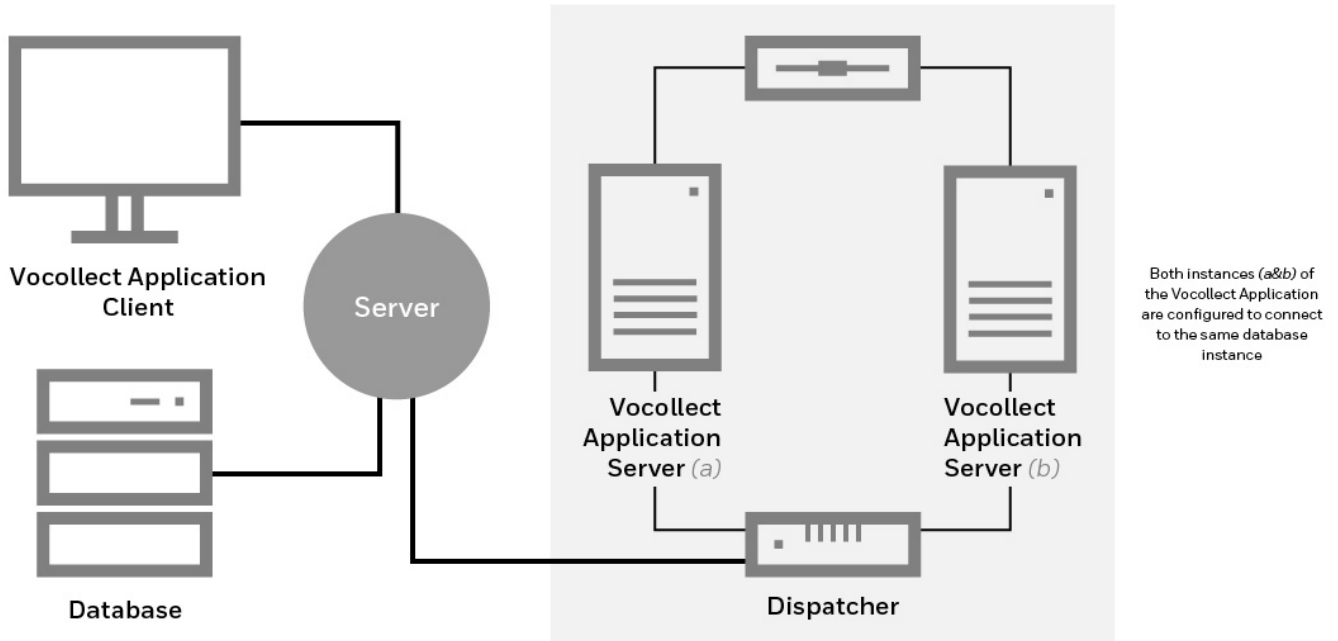 Vocollect Application
Client
Server
Database
Vocollect
Application
Server (a)
Vocollect
Application
Server (b)
Dispatcher
Both instances (a&b) of
the Vocollect Application
are configured to connect
to the same database
instance